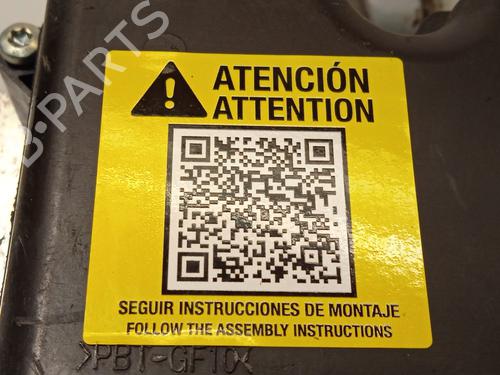 B-PARTS
ATENCIÓN
ATTENTION
SEGUIR INSTRUCCIONES DE MONTAJE
FOLLOW THE ASSEMBLY INSTRUCTIONS
>PBT-GF10<